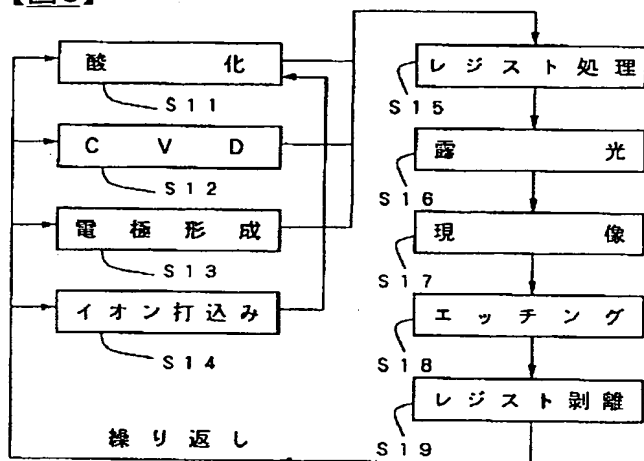 酸化
S11
CVD
S12
電極形成
S13
イオン打込み
S14
繰り返し
レジスト処理
S15
露光
S16
現像
S17
エッチング
S18
レジスト剥離
S19